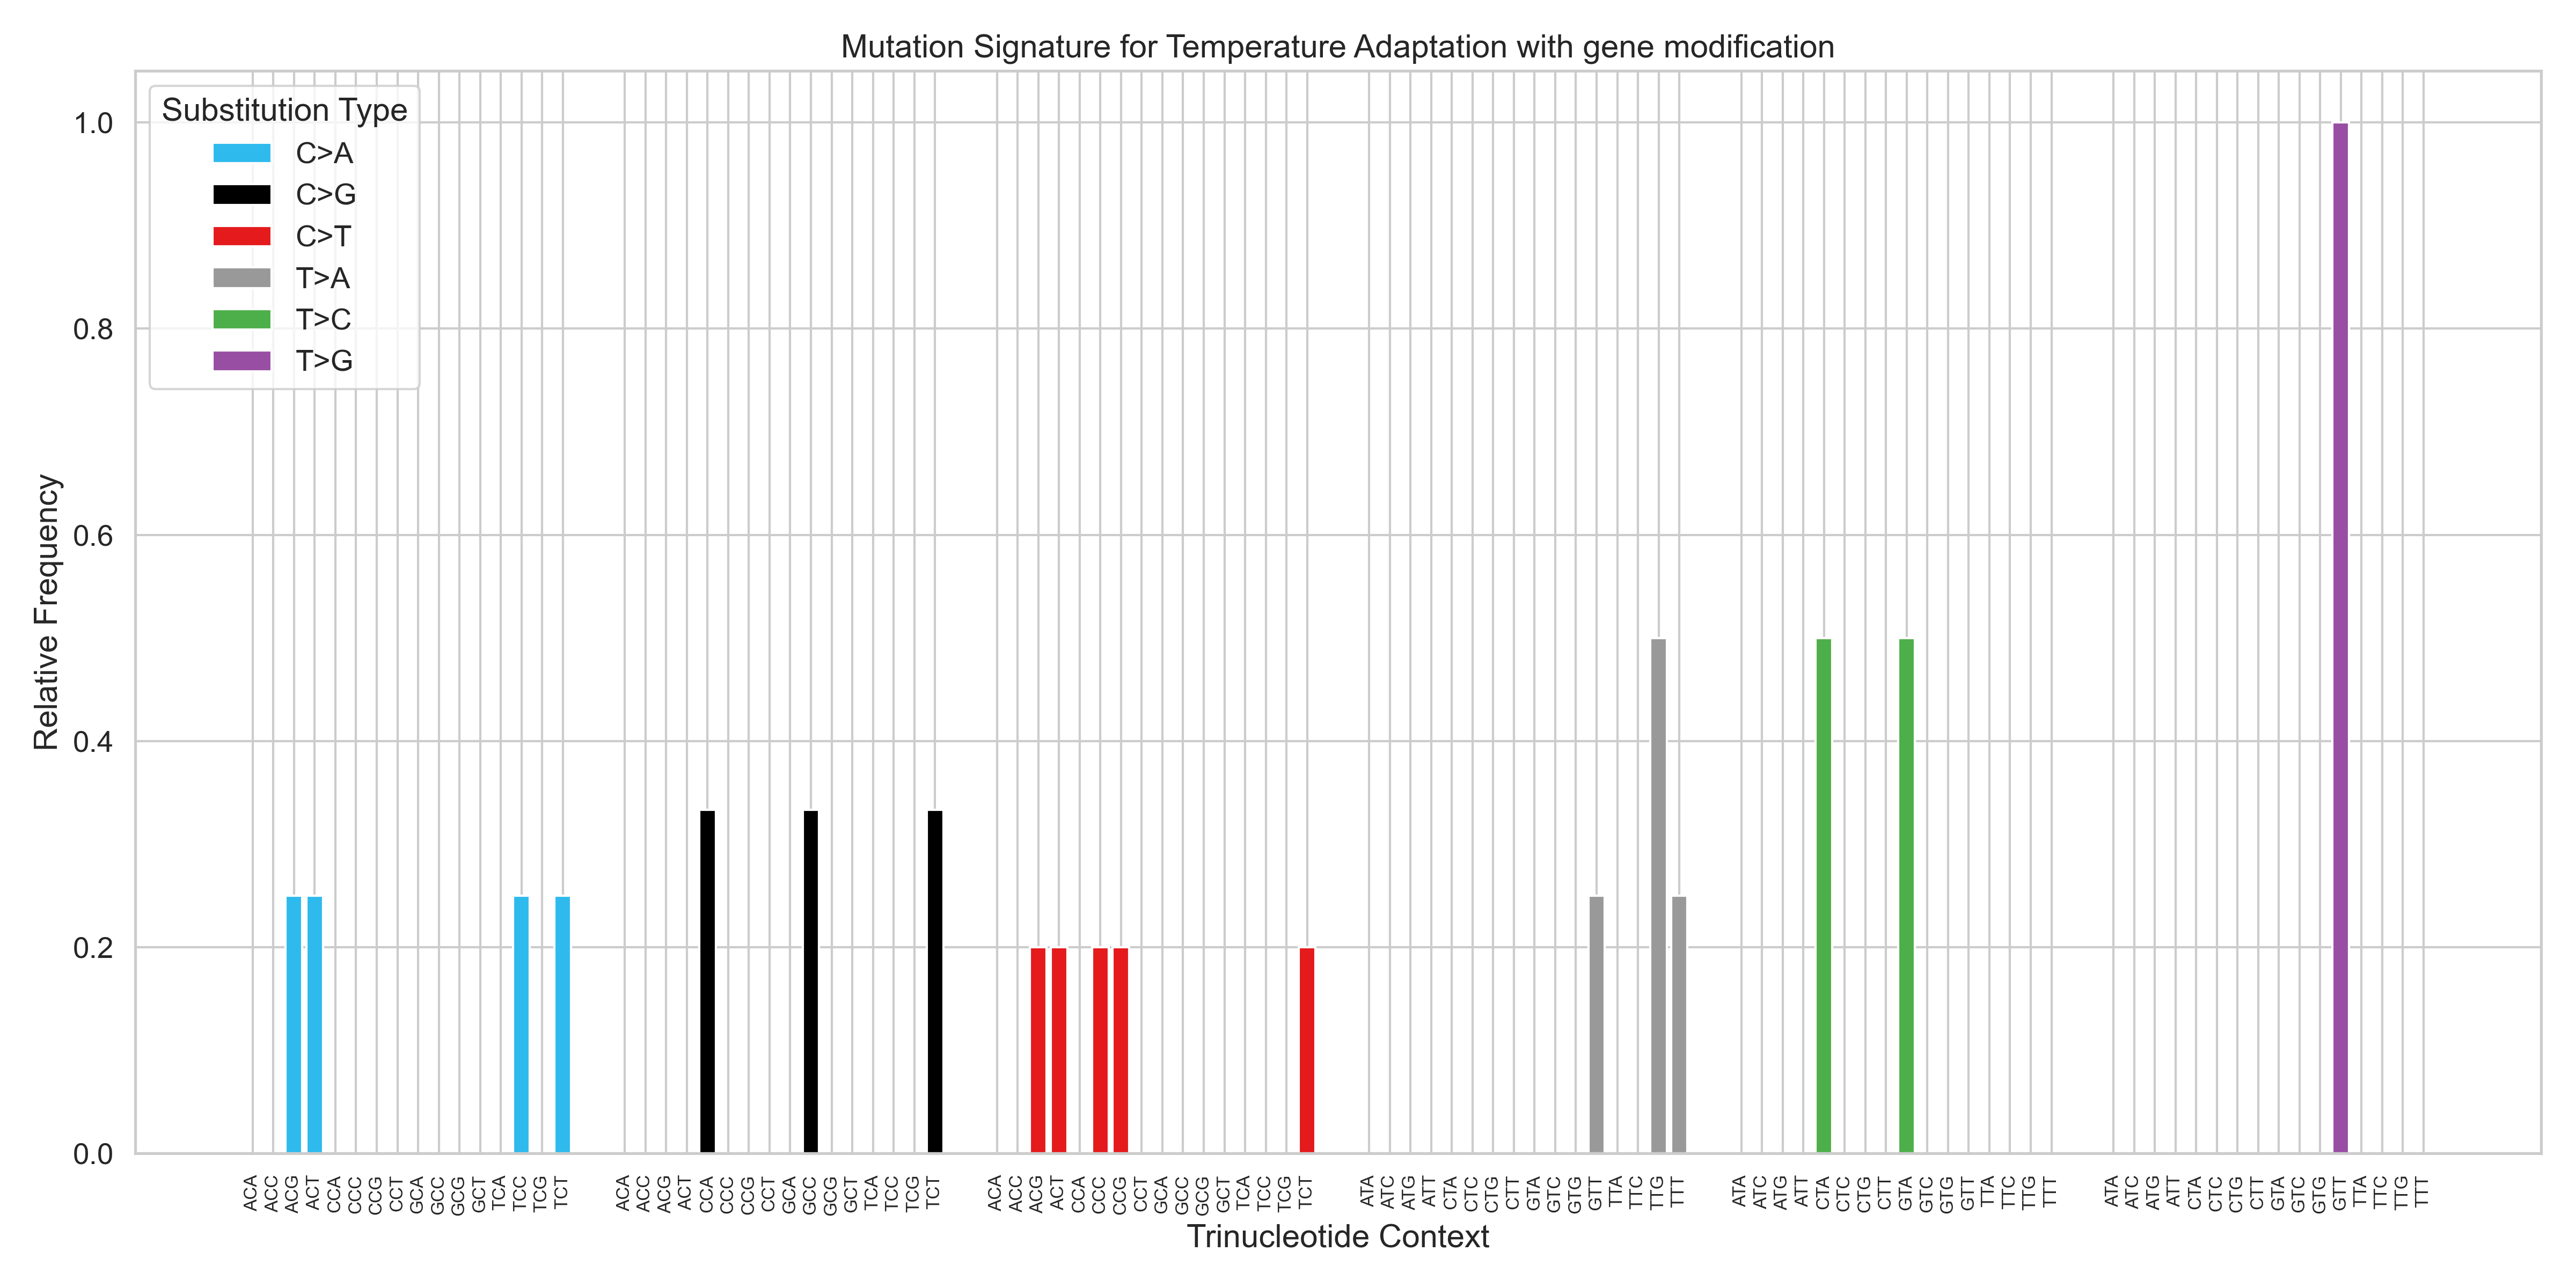 Mutation Signature for Temperature Adaptation with gene modification
Substitution Type
C>A
C>G
C>T
T>A
T>C
T>G
1.0
0.8
0.6
0.4
0.2
0.0
Relative Frequency
ACA ACC ACG ACT CCA CCC CCG CCT GCA GCC GCG GCT TCA TCC TCG TCT ACA ACC ACG ACT CCA CCC CCG CCT GCA GCC GCG GCT TCA TCC TCG TCT ACA ACC ACG ACT CCA CCC CCG CCT GCA GCC GCG GCT TCA TCC TCG TCT ATA ATC ATG ATT CTA CTC CTG CTT GTA GTC GTG GTT TTA TTC TTG TTT ATA ATC ATG ATT CTA CTC CTG CTT GTA GTC GTG GTT TTA TTC TTG TTT ATA ATC ATG ATT CTA CTC CTG CTT GTA GTC GTG GTT TTA TTC TTG TTT
Trinucleotide Context